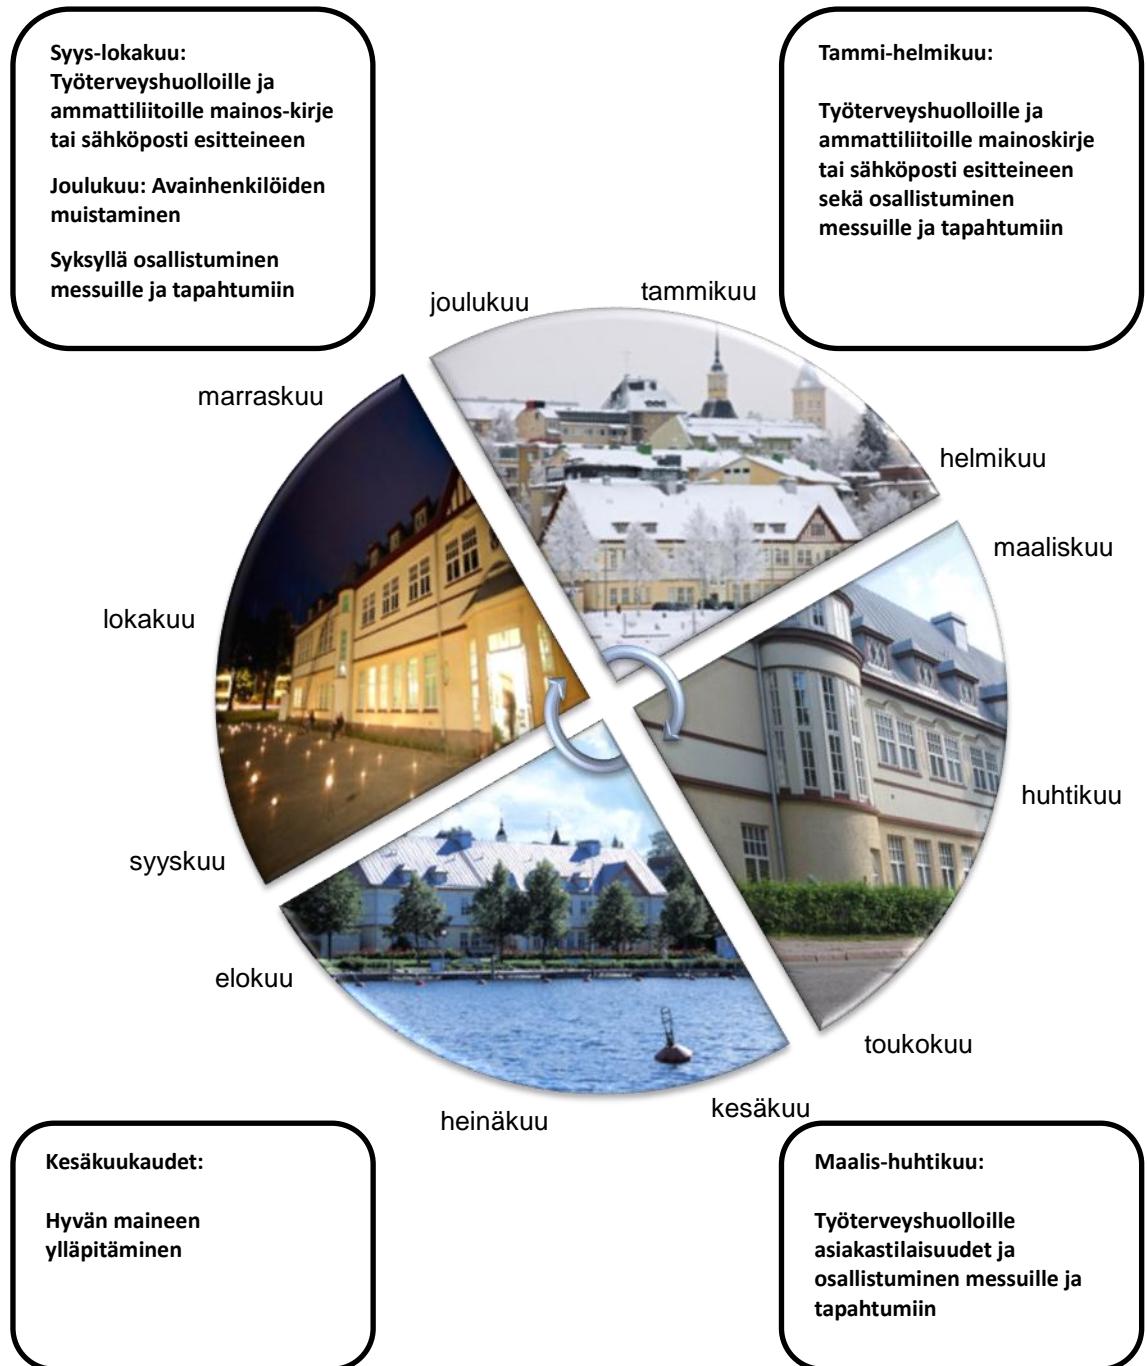 Syys-lokakuu:
Työterveyshuolloille ja
ammattiliitoille mainos-kirje
tai sähköposti esitteineen
Joulukuu: Avainhenkilöiden
muistaminen
Syksyllä osallistuminen
messuille ja tapahtumiin
Tammi-helmikuu:
Työterveyshuolloille ja
ammattiliitoille mainoskirje
tai sähköposti esitteineen
sekä osallistuminen
messuille ja tapahtumiin
joulukuu
tammikuu
marraskuu
helmikuu
maaliskuu
lokakuu
huhtikuu
syyskuu
elokuu
toukokuu
heinäkuu
kesäkuu
Kesäkuukaudet:
Hyvän maineen
ylläpitäminen
Maalis-huhtikuu:
Työterveyshuolloille
asiakastilaisuudet ja
osallistuminen messuille ja
tapahtumiin